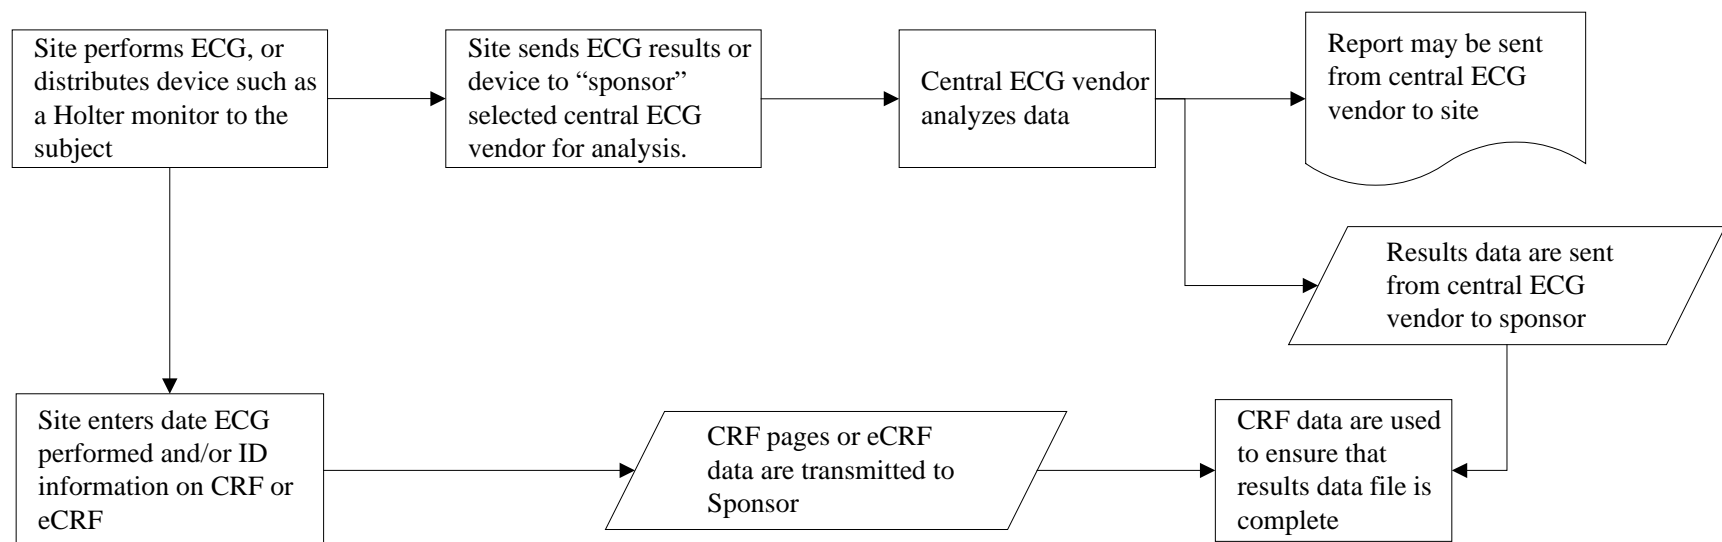 Site performs ECG, or
distributes device such as
a Holter monitor to the
subject
Site sends ECG results or
device to “sponsor”
selected central ECG
vendor for analysis.
Central ECG vendor
analyzes data
Report may be sent
from central ECG
vendor to site
Results data are sent
from central ECG
vendor to sponsor
Site enters date ECG
performed and/or ID
information on CRF or
eCRF
CRF pages or eCRF
data are transmitted to
Sponsor
CRF data are used
to ensure that
results data file is
complete